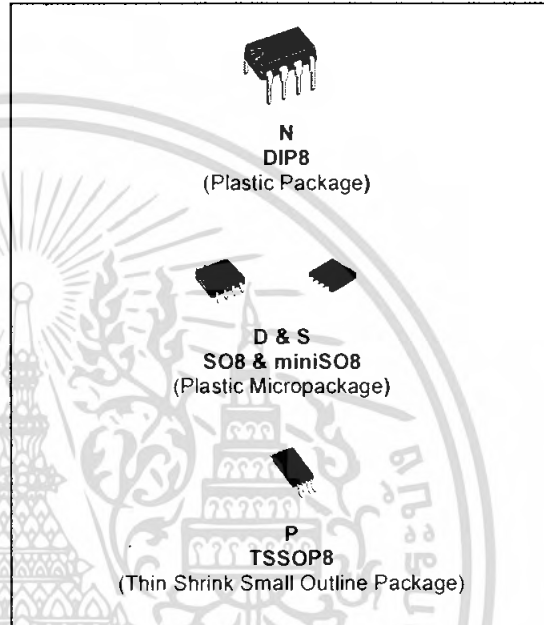 N
DIP8
(Plastic Package)
D & S
SO8 & miniSO8
(Plastic Micropackage)
P
TSSOP8
(Thin Shrink Small Outline Package)